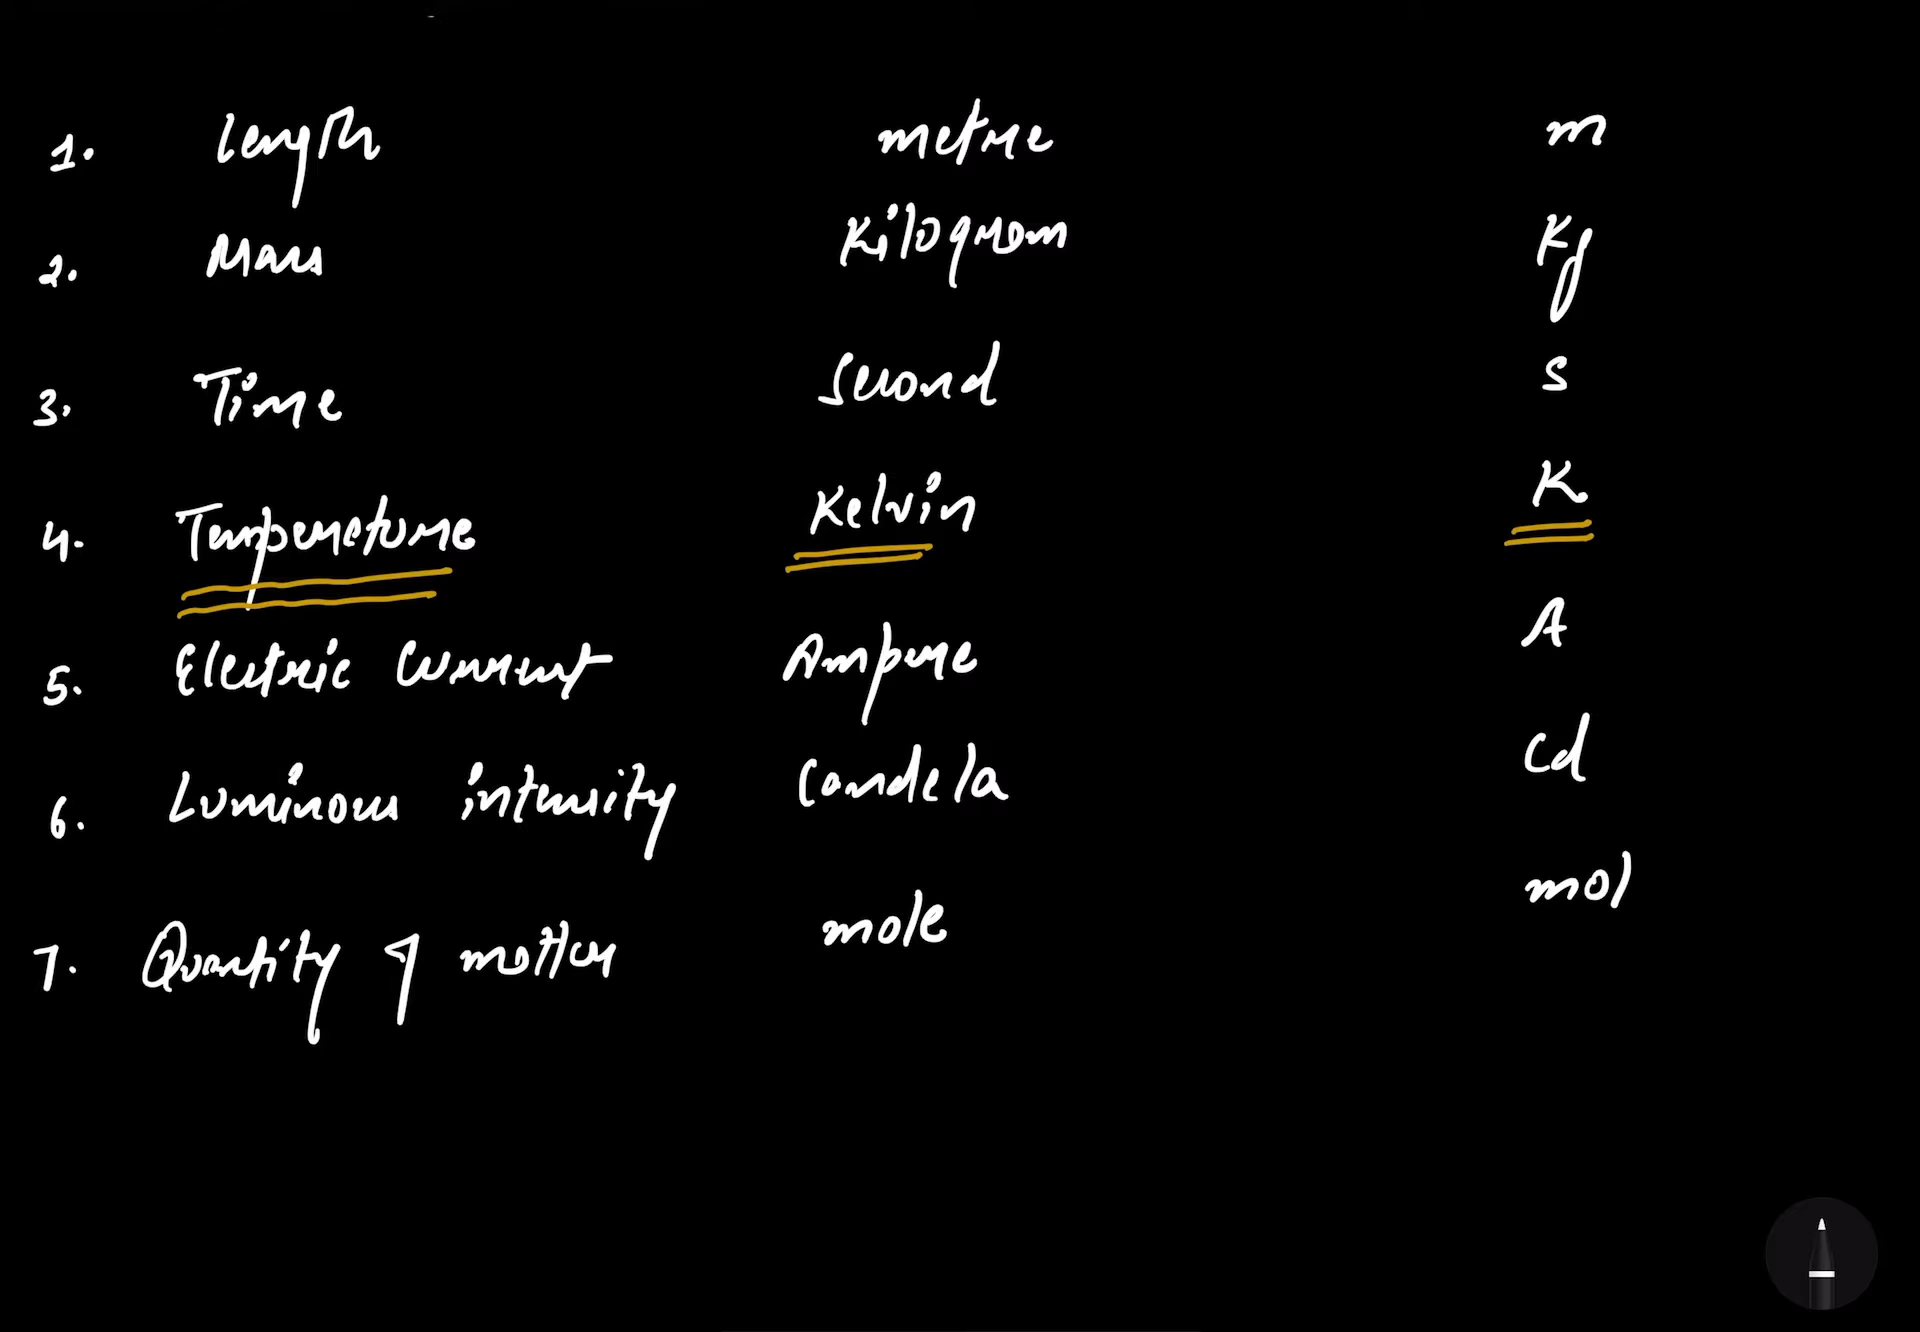 1. Length metre m
2. Mass Kilogram Kg
3. Time Second S
4. Temperature Kelvin K
5. Electric Current Ampere A
6. Luminous intensity Candela Cd
7. Quantity of matter mole mol